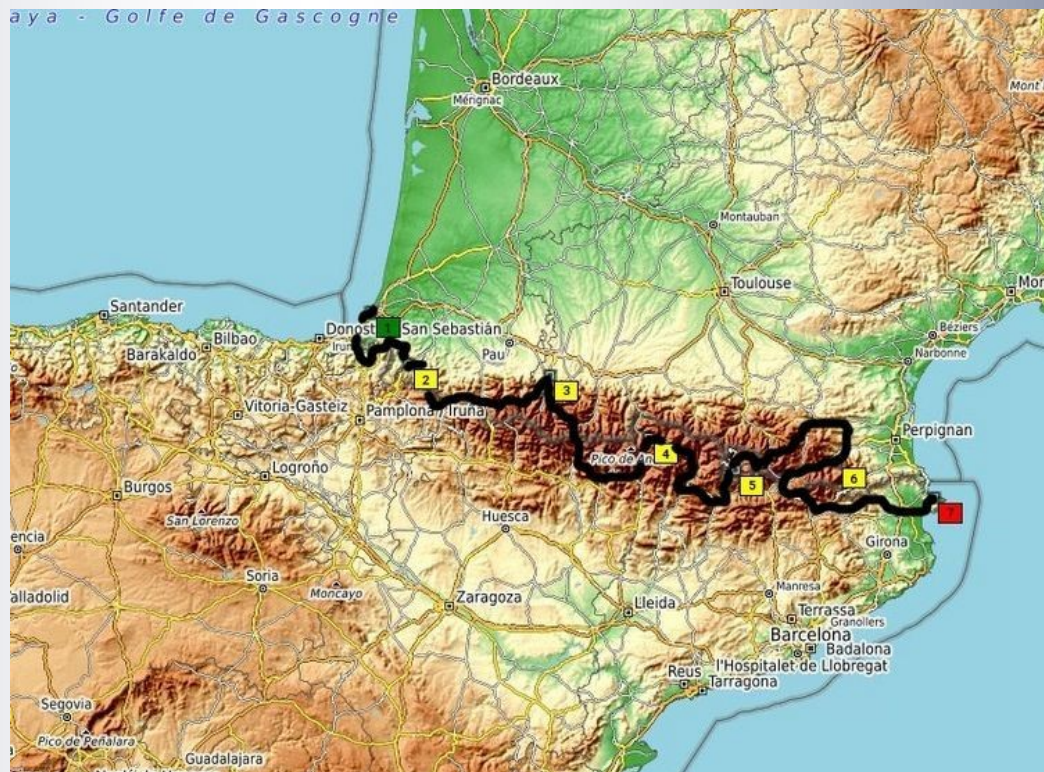 aya - Golfe de Gascogne
Bordeaux
Mérignac
Mont
Montauban
Toulouse
Mon
Santander
Donost
1
San Sebastián
Bilbao
Irun
Barakaldo
Pau
Béziers
Narbonne
2
3
Vitoria-Gasteiz
Pamplona / Iruña
Perpignan
4
Pico de An
Logroño
5
6
Burgos
7
Huesca
San Lorenzo
encia
Girona
Soria
Moncayo
Manresa
alladolid
Zaragoza
Lleida
Terrassa
Granollers
Barcelona
Badalona
l'Hospitalet de Llobregat
Reus
Tarragona
Segovia
Pico de Peñalara
Guadalajara